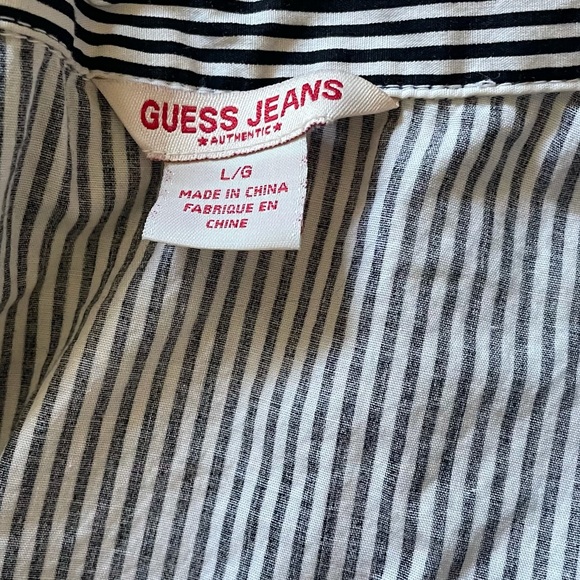 GUESS JEANS
★AUTHENTIC★
L/G
MADE IN CHINA
FABRIQUE EN
CHINE